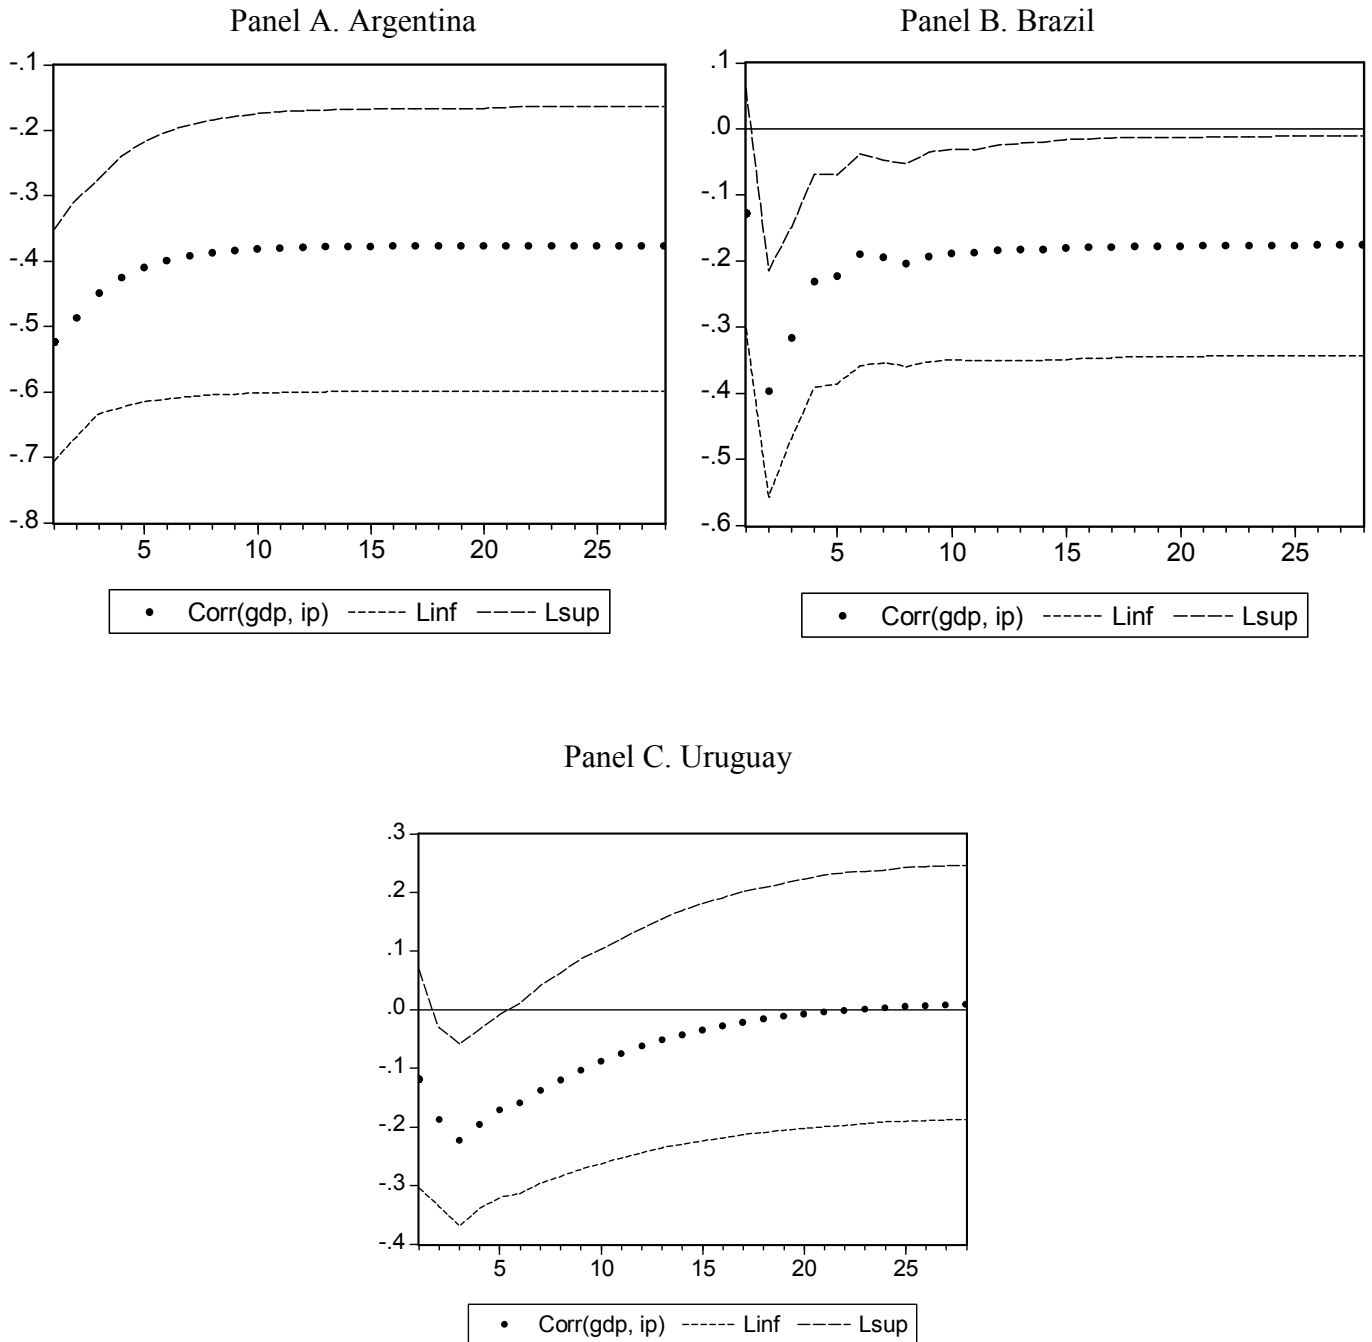 Panel A. Argentina
-.1
-.2
-.3
-.4
-.5
-.6
-.7
-.8
5 10 15 20 25
Corr(gdp, ip) Linf Lsup
Panel B. Brazil
.1
.0
-.1
-.2
-.3
-.4
-.5
-.6
5 10 15 20 25
Corr(gdp, ip) Linf Lsup
Panel C. Uruguay
.3
.2
.1
.0
-.1
-.2
-.3
-.4
5 10 15 20 25
Corr(gdp, ip) Linf Lsup